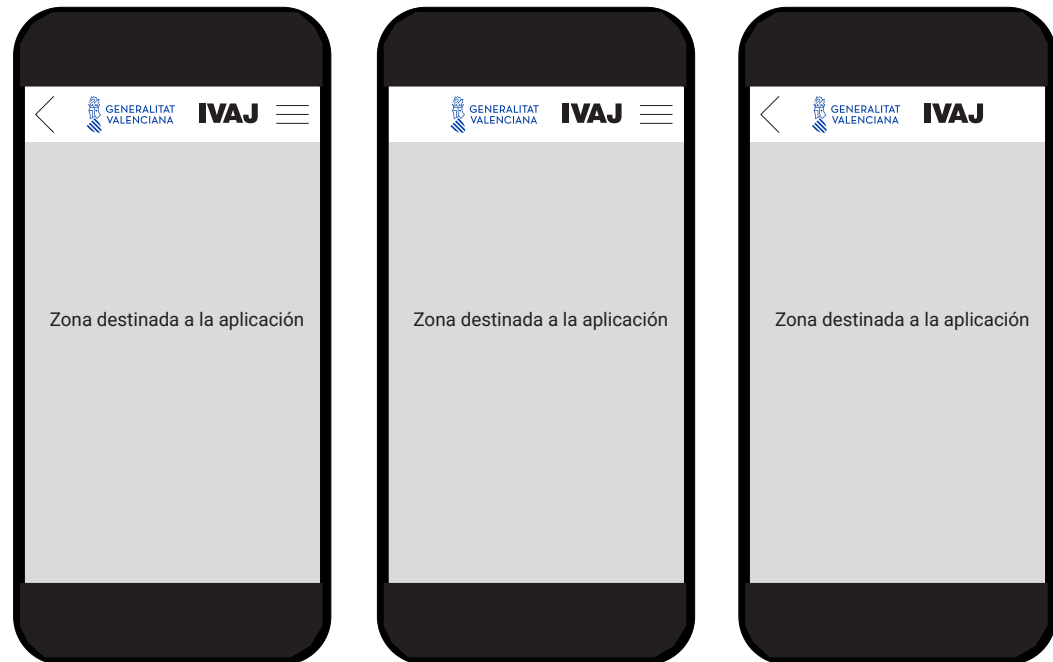 GENERALITAT
VALENCIANA
IVAJ
Zona destinada a la aplicación
GENERALITAT
VALENCIANA
IVAJ
Zona destinada a la aplicación
GENERALITAT
VALENCIANA
IVAJ
Zona destinada a la aplicación